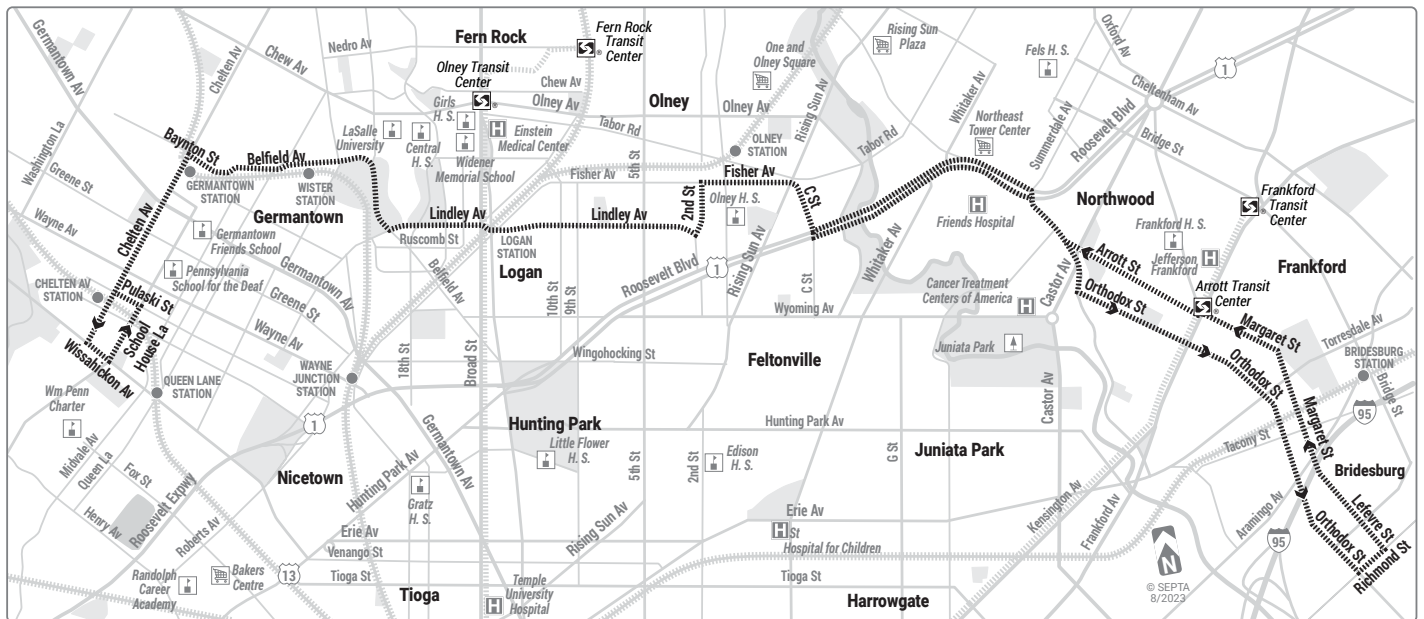 Germantown Av
Chelten Av
Chew Av
Nedro Av
Fern Rock
Fern Rock
Transit
Center
Olney Transit
Center
Chew Av
Olney Av
Girls
H. S.
LaSalle
University
Central
H. S.
Widener
Memorial School
Einstein
Medical Center
Tabor Rd
Olney
One and
Olney Square
Olney Av
OLNEY
STATION
Rising Sun Av
Rising Sun
Plaza
Tabor Rd
Whitaker Av
Northeast
Tower Center
Fels H. S.
Oxford Av
1
Cheltenham Av
Summerdale Av
Roosevelt Blvd
Bridge St
Washington La
Greene St
Wayne Av
Baynton St
Belfield Av
GERMANTOWN
STATION
WISTER
STATION
Germantown
Chelten Av
Germantown
Friends School
Pennsylvania
School for the Deaf
Germantown Av
Greene St
Wayne Av
CHELTEN AV
STATION
Pulaski St
School
House La
Wissahickon Av
QUEEN LANE
STATION
WAYNE
JUNCTION
STATION
Lindley Av
Ruscomb St
LOGAN
STATION
Logan
Belfield Av
Fisher Av
5th St
Lindley Av
2nd St
Fisher Av
Olney H. S.
C St
Rising Sun Av
Roosevelt Blvd
1
C St
Whitaker Av
10th St
9th St
Wyoming Av
Friends Hospital
Northwood
Frankford
Transit
Center
Frankford H. S.
Jefferson
Frankford
Frankford
Arrott St
Arrott Transit
Center
Cancer Treatment
Centers of America
Castor Av
Orthodox St
Margaret St
Torresdale Av
BRIDESBURG
STATION
Bridge St
95
Juniata Park
Wingohocking St
Feltonville
Orthodox St
Margaret St
18th St
Broad St
Castor Av
Wm Penn
Charter
Midvale Av
Queen La
Fox St
Henry Av
Roosevelt Expwy
Roberts Av
1
Nicetown
Hunting Park Av
Germantown Av
Gratz
H. S.
Hunting Park
Little Flower
H. S.
5th St
2nd St
Edison
H. S.
Hunting Park Av
G St
Juniata Park
Tacony St
Bridesburg
Lefevre St
Aramingo Av
95
Orthodox St
Richmond St
Kensington Av
Frankford Av
Erie Av
Venango St
Tioga St
13
Bakers
Centre
Randolph
Career
Academy
Tioga
Temple
University
Hospital
Rising Sun Av
Erie Av
St
Hospital for Children
Tioga St
Harrowgate
N
© SEPTA
8/2023